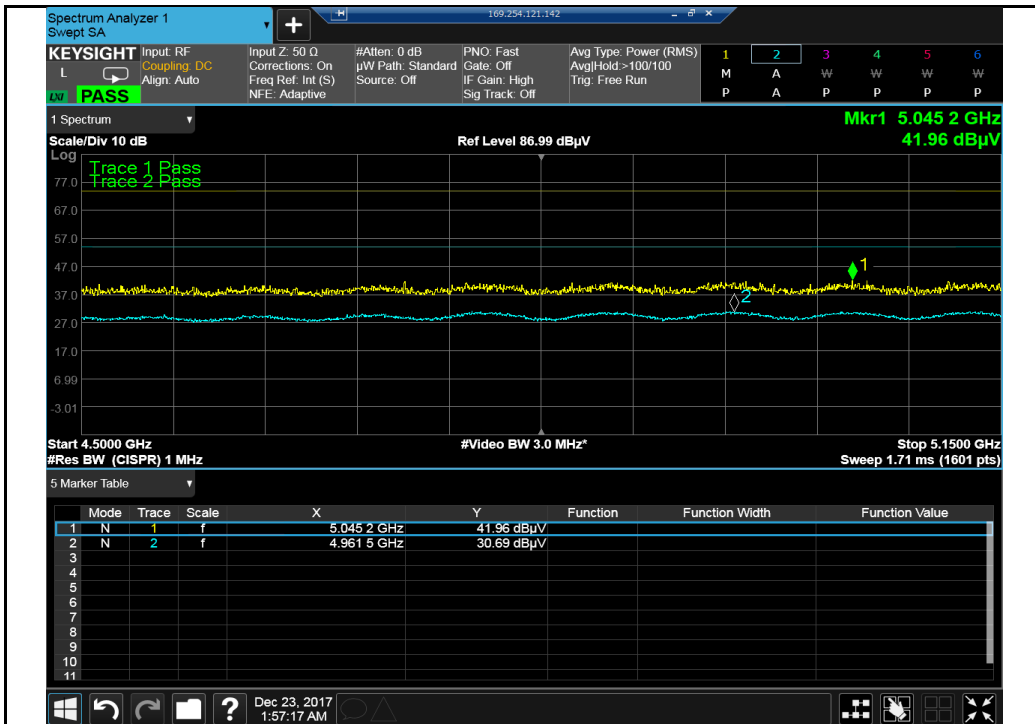 169.254.121.142
Spectrum Analyzer 1
Swept SA
KEYSIGHT
L
LXI PASS
Input: RF
Coupling: DC
Align: Auto
Input Z: 50 Ω
Corrections: On
Freq Ref: Int (S)
NFE: Adaptive
#Atten: 0 dB
µW Path: Standard
Source: Off
PNO: Fast
Gate: Off
IF Gain: High
Sig Track: Off
Avg Type: Power (RMS)
Avg|Hold:>100/100
Trig: Free Run
1 2 3 4 5 6
M A W W W W
P A P P P P
1 Spectrum
Mkr1 5.045 2 GHz
Scale/Div 10 dB Ref Level 86.99 dBµV 41.96 dBµV
Log
Trace 1 Pass
Trace 2 Pass
77.0
67.0
57.0
47.0
1
37.0
2
27.0
17.0
6.99
-3.01
Start 4.5000 GHz #Video BW 3.0 MHz* Stop 5.1500 GHz
#Res BW (CISPR) 1 MHz Sweep 1.71 ms (1601 pts)
5 Marker Table
Mode Trace Scale X Y Function Function Width Function Value
1 N 1 f 5.045 2 GHz 41.96 dBµV
2 N 2 f 4.961 5 GHz 30.69 dBµV
3
4
5
6
7
8
9
10
11
?
Dec 23, 2017
1:57:17 AM